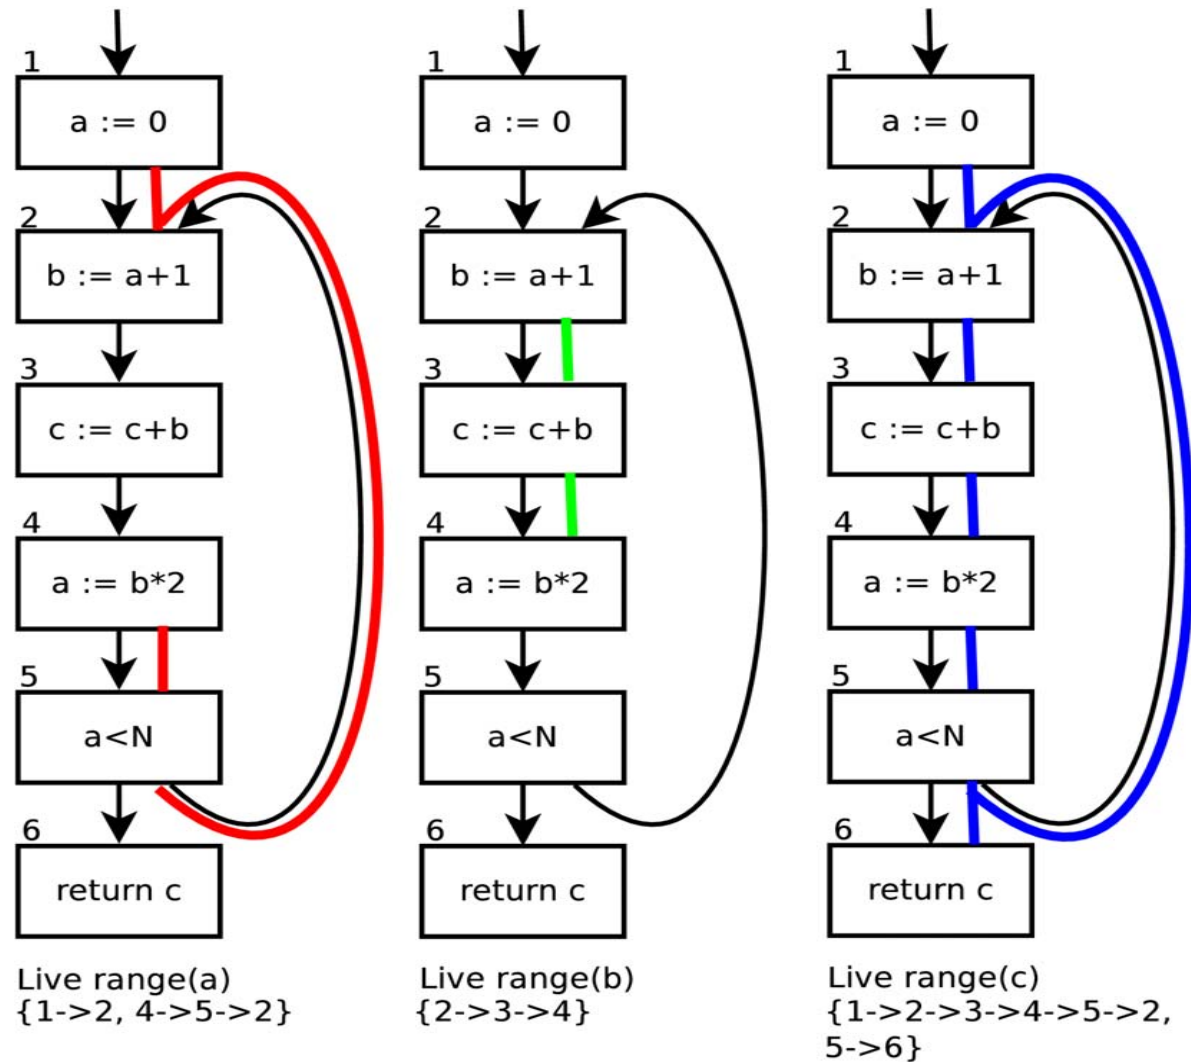 1
a := 0
2
b := a+1
3
c := c+b
4
a := b*2
5
a<N
6
return c
Live range(a)
{1->2, 4->5->2}
1
a := 0
2
b := a+1
3
c := c+b
4
a := b*2
5
a<N
6
return c
Live range(b)
{2->3->4}
1
a := 0
2
b := a+1
3
c := c+b
4
a := b*2
5
a<N
6
return c
Live range(c)
{1->2->3->4->5->2,
5->6}